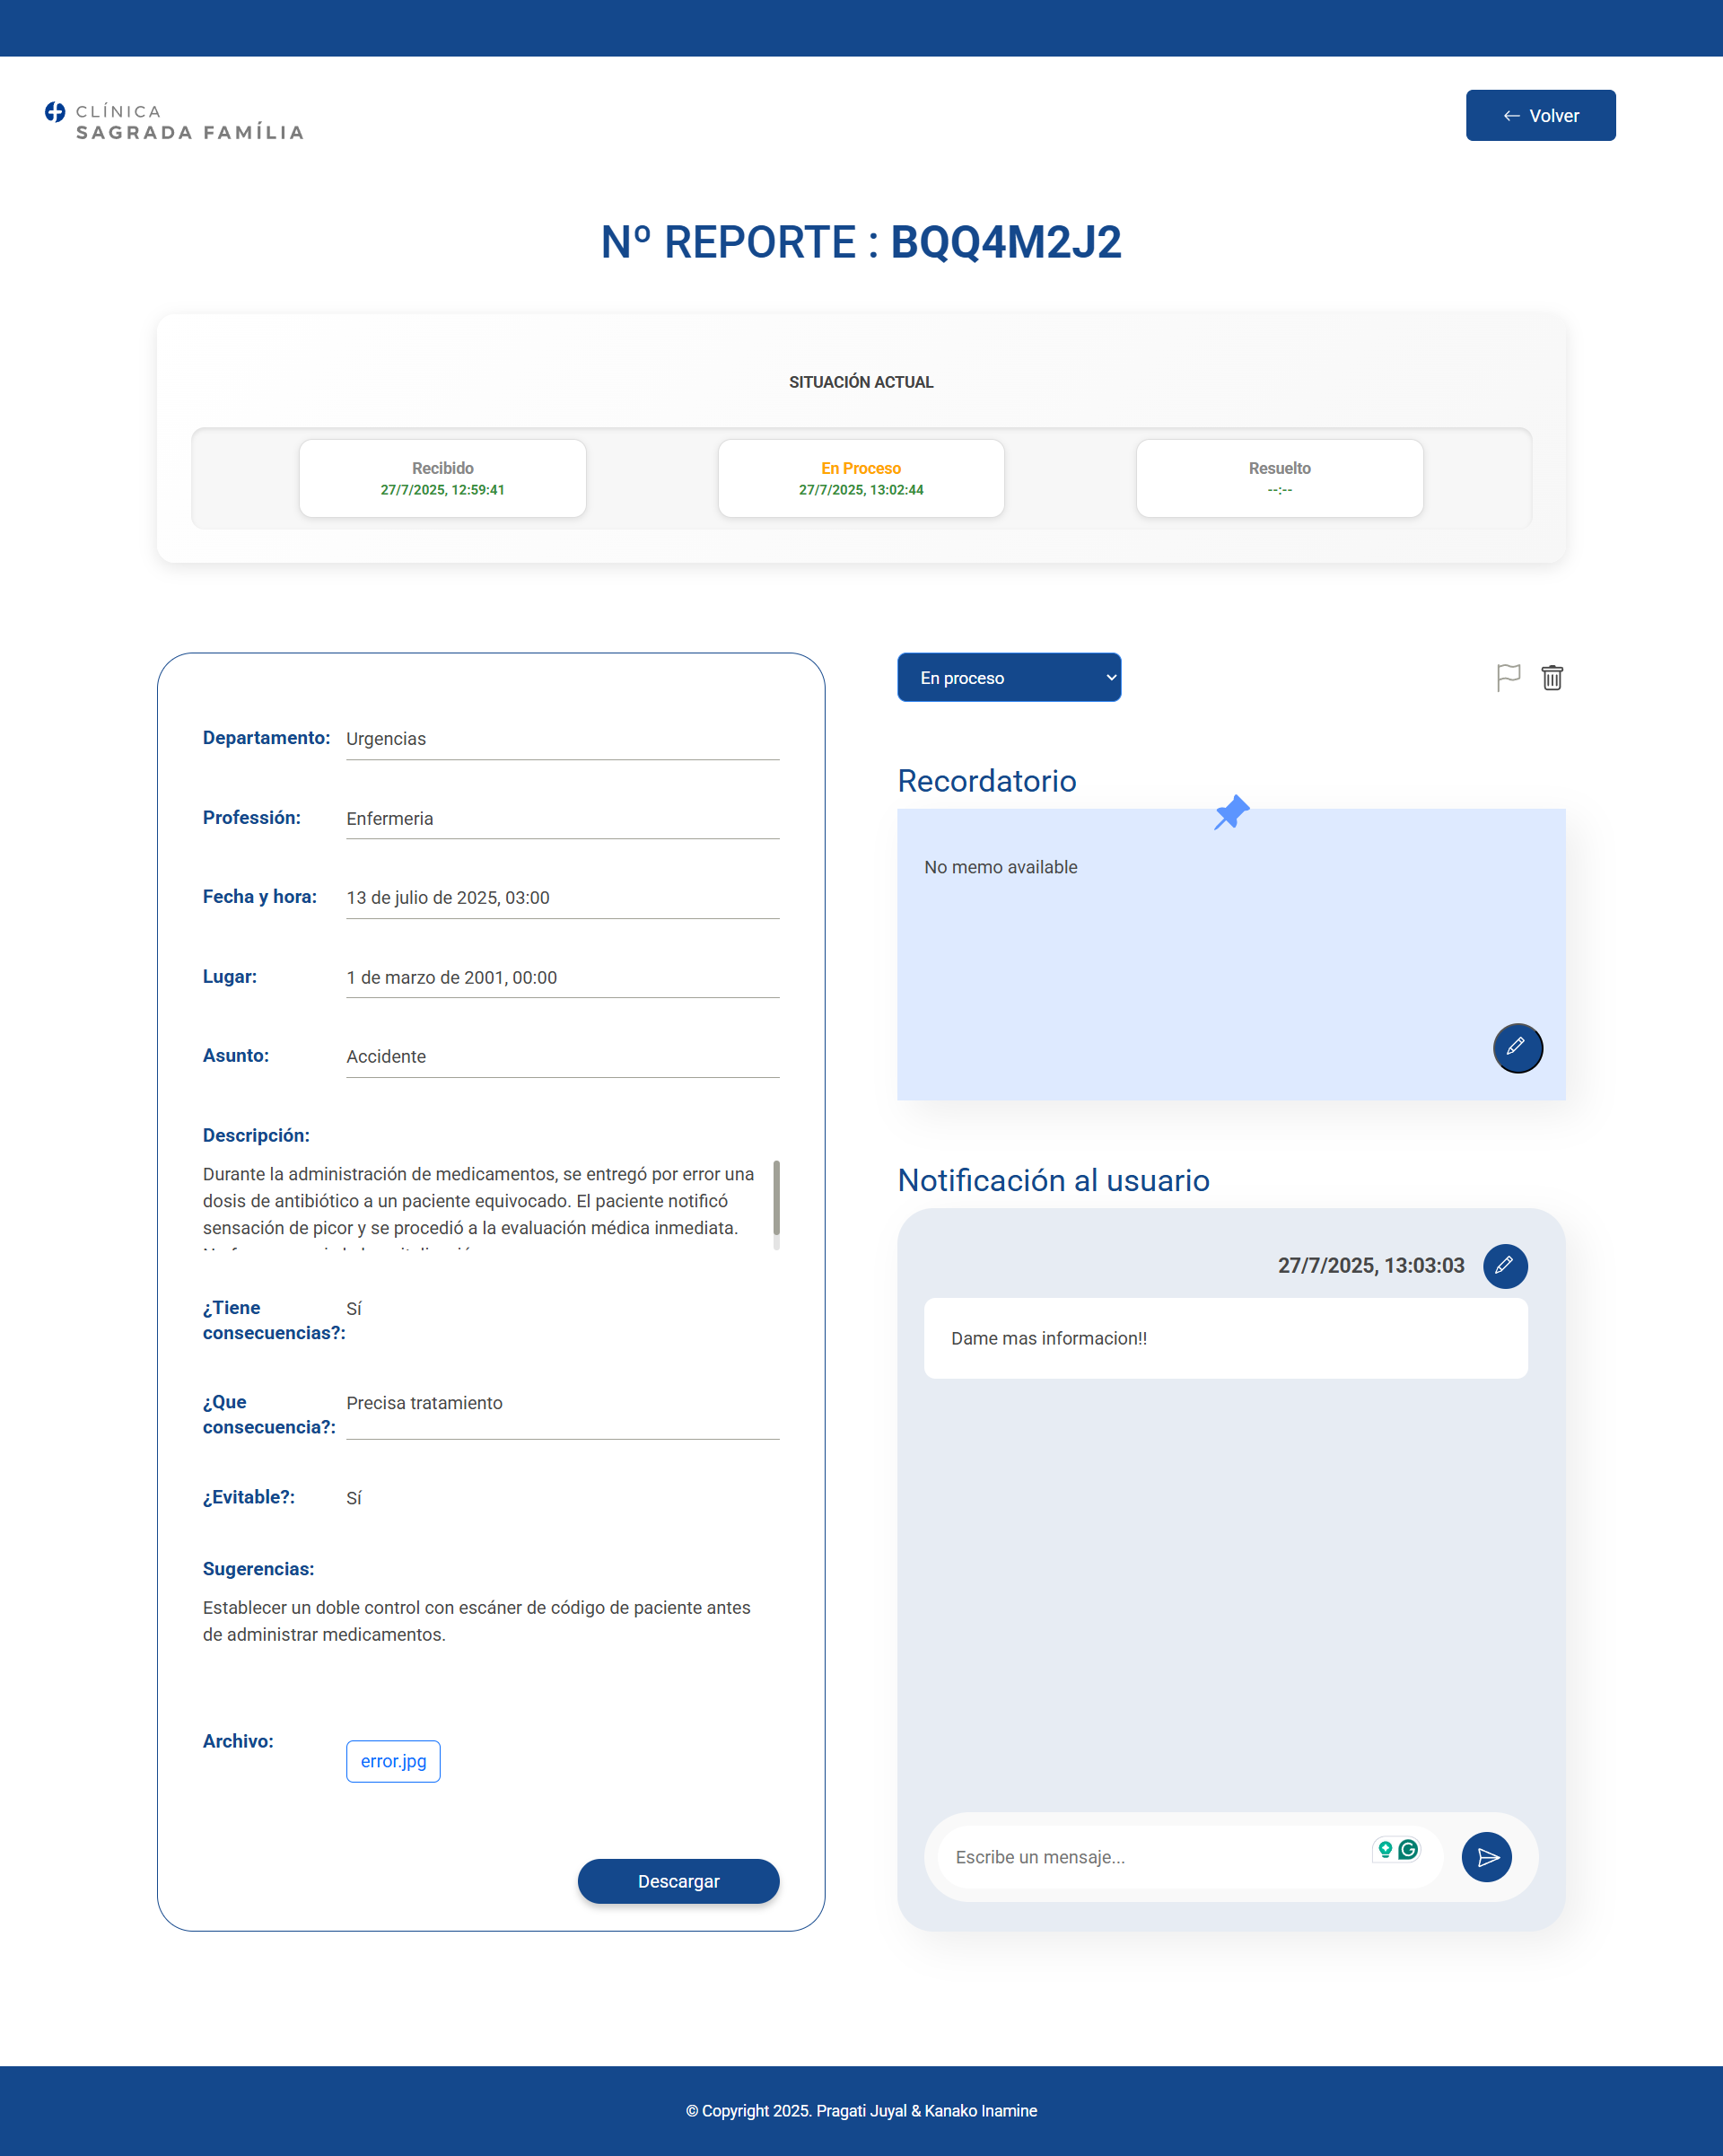 CLÍNICA
SAGRADA FAMÍLIA
Volver
Nº REPORTE : BQQ4M2J2
SITUACIÓN ACTUAL
Recibido
27/7/2025, 12:59:41
En Proceso
27/7/2025, 13:02:44
Resuelto
--:--
Departamento: Urgencias
Professión: Enfermeria
Fecha y hora: 13 de julio de 2025, 03:00
Lugar: 1 de marzo de 2001, 00:00
Asunto: Accidente
Descripción:
Durante la administración de medicamentos, se entregó por error una
dosis de antibiótico a un paciente equivocado. El paciente notificó
sensación de picor y se procedió a la evaluación médica inmediata.
¿Tiene Sí
consecuencias?:
¿Que Precisa tratamiento
consecuencia?:
¿Evitable?: Sí
Sugerencias:
Establecer un doble control con escáner de código de paciente antes
de administrar medicamentos.
Archivo: error.jpg
Descargar
En proceso
Recordatorio
No memo available
Notificación al usuario
27/7/2025, 13:03:03
Dame mas informacion!!
Escribe un mensaje...
© Copyright 2025. Pragati Juyal & Kanako Inamine